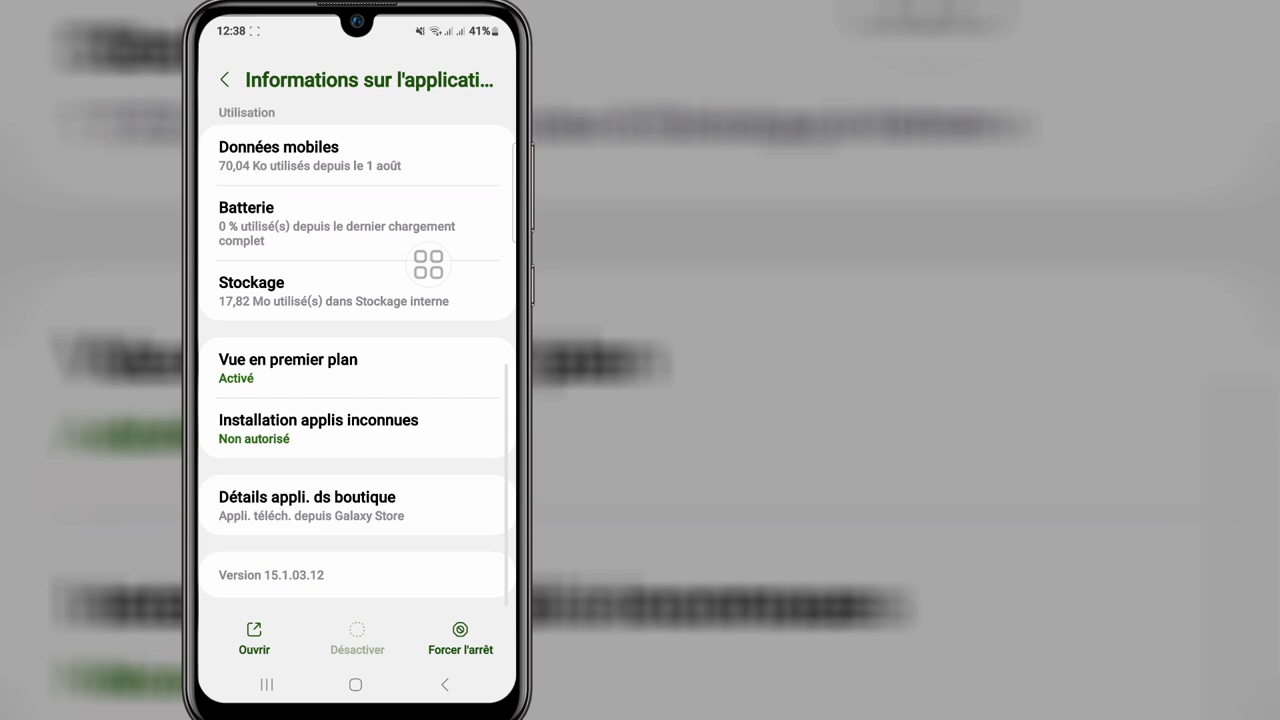 12:38
41%
Informations sur l'applicati...
Utilisation
Données mobiles
70,04 Ko utilisés depuis le 1 août
Batterie
0 % utilisé(s) depuis le dernier chargement
complet
Stockage
17,82 Mo utilisé(s) dans Stockage interne
Vue en premier plan
Activé
Installation applis inconnues
Non autorisé
Détails appli. ds boutique
Appli. téléch. depuis Galaxy Store
Version 15.1.03.12
Ouvrir
Désactiver
Forcer l'arrêt